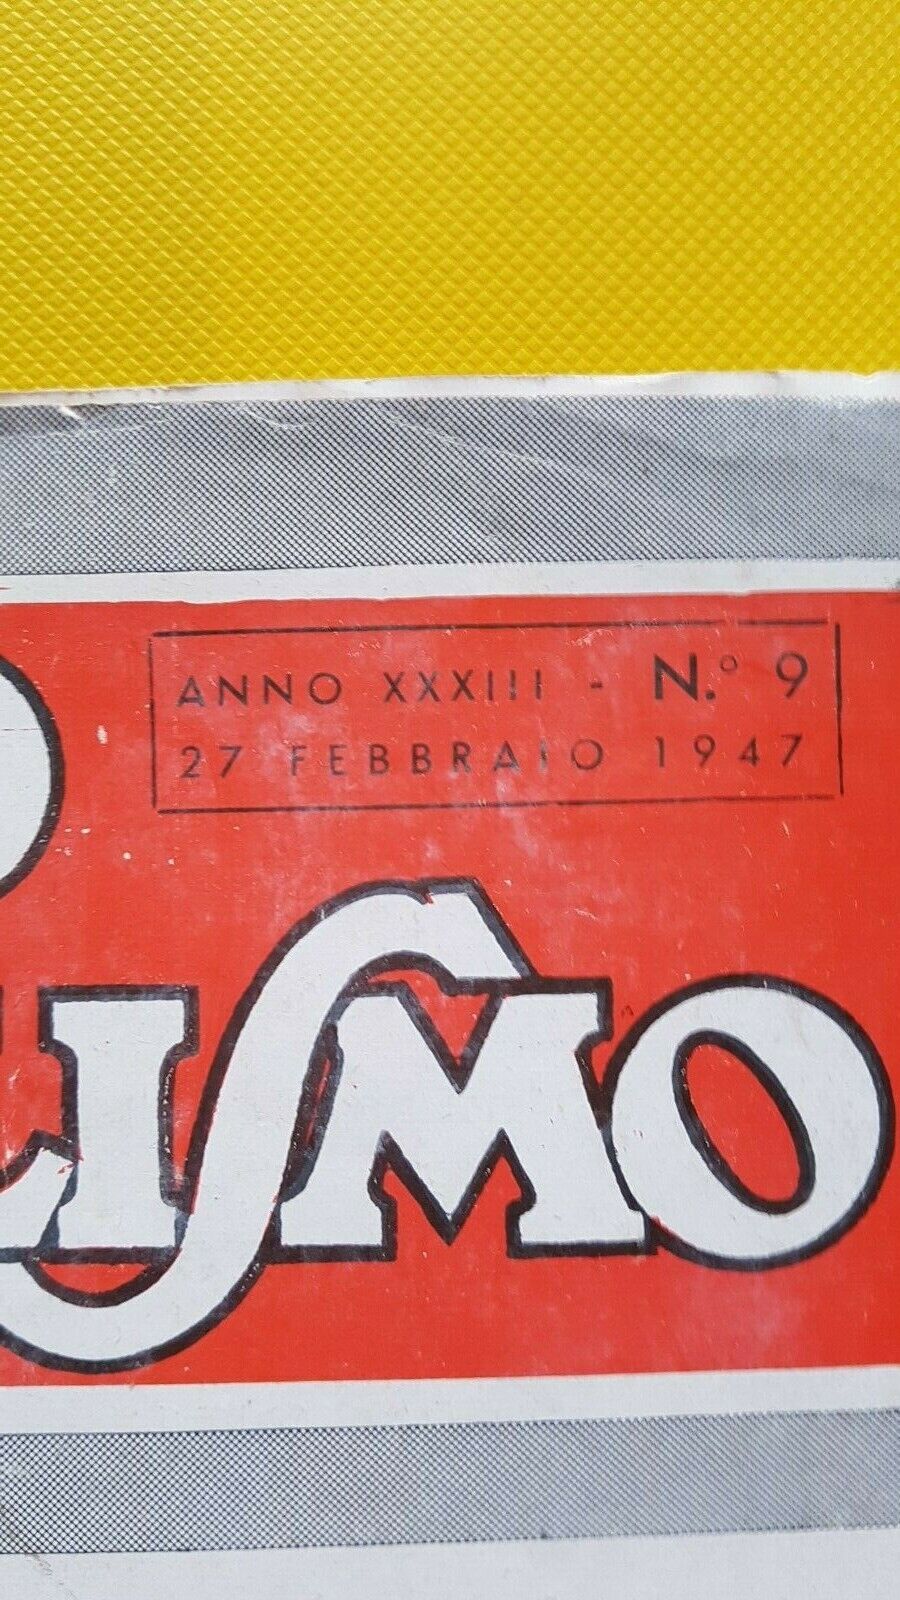 ANNO XXXIII - N.º 9
27 FEBBRAIO 1947
LISMO